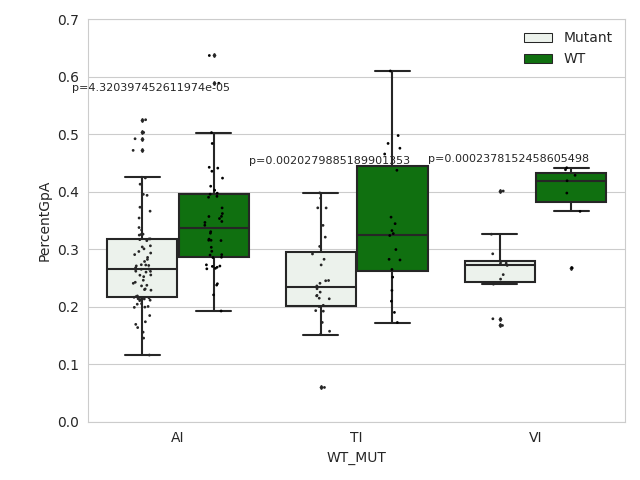 0.7
0.6
0.5
0.4
0.3
0.2
0.1
0.0
PercentGpA
Mutant
WT
p=4.320397452611974e-05
p=0.0020279885189901353
p=0.0002378152458605498
AI
TI
VI
WT_MUT